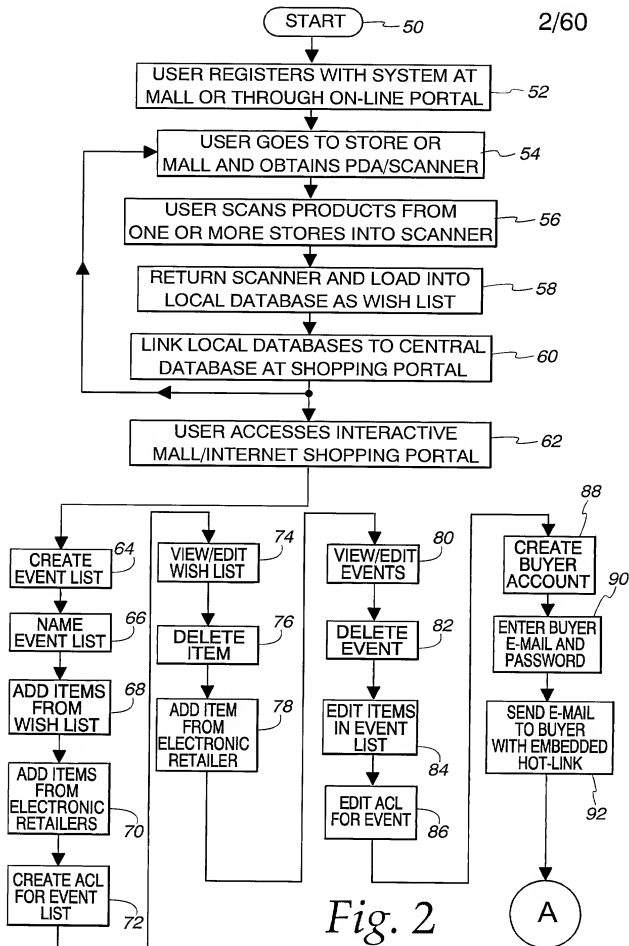 START
50
2/60
USER REGISTERS WITH SYSTEM AT
MALL OR THROUGH ON-LINE PORTAL
52
USER GOES TO STORE OR
MALL AND OBTAINS PDA/SCANNER
54
USER SCANS PRODUCTS FROM
ONE OR MORE STORES INTO SCANNER
56
RETURN SCANNER AND LOAD INTO
LOCAL DATABASE AS WISH LIST
58
LINK LOCAL DATABASES TO CENTRAL
DATABASE AT SHOPPING PORTAL
60
USER ACCESSES INTERACTIVE
MALL/INTERNET SHOPPING PORTAL
62
CREATE
EVENT LIST
64
NAME
EVENT LIST
66
ADD ITEMS
FROM
WISH LIST
68
ADD ITEMS
FROM
ELECTRONIC
RETAILERS
70
CREATE ACL
FOR EVENT
LIST
72
VIEW/EDIT
WISH LIST
74
DELETE
ITEM
76
ADD ITEM
FROM
ELECTRONIC
RETAILER
78
VIEW/EDIT
EVENTS
80
DELETE
EVENT
82
EDIT ITEMS
IN EVENT
LIST
84
EDIT ACL
FOR EVENT
86
CREATE
BUYER
ACCOUNT
88
ENTER BUYER
E-MAIL AND
PASSWORD
90
SEND E-MAIL
TO BUYER
WITH EMBEDDED
HOT-LINK
92
A
Fig. 2